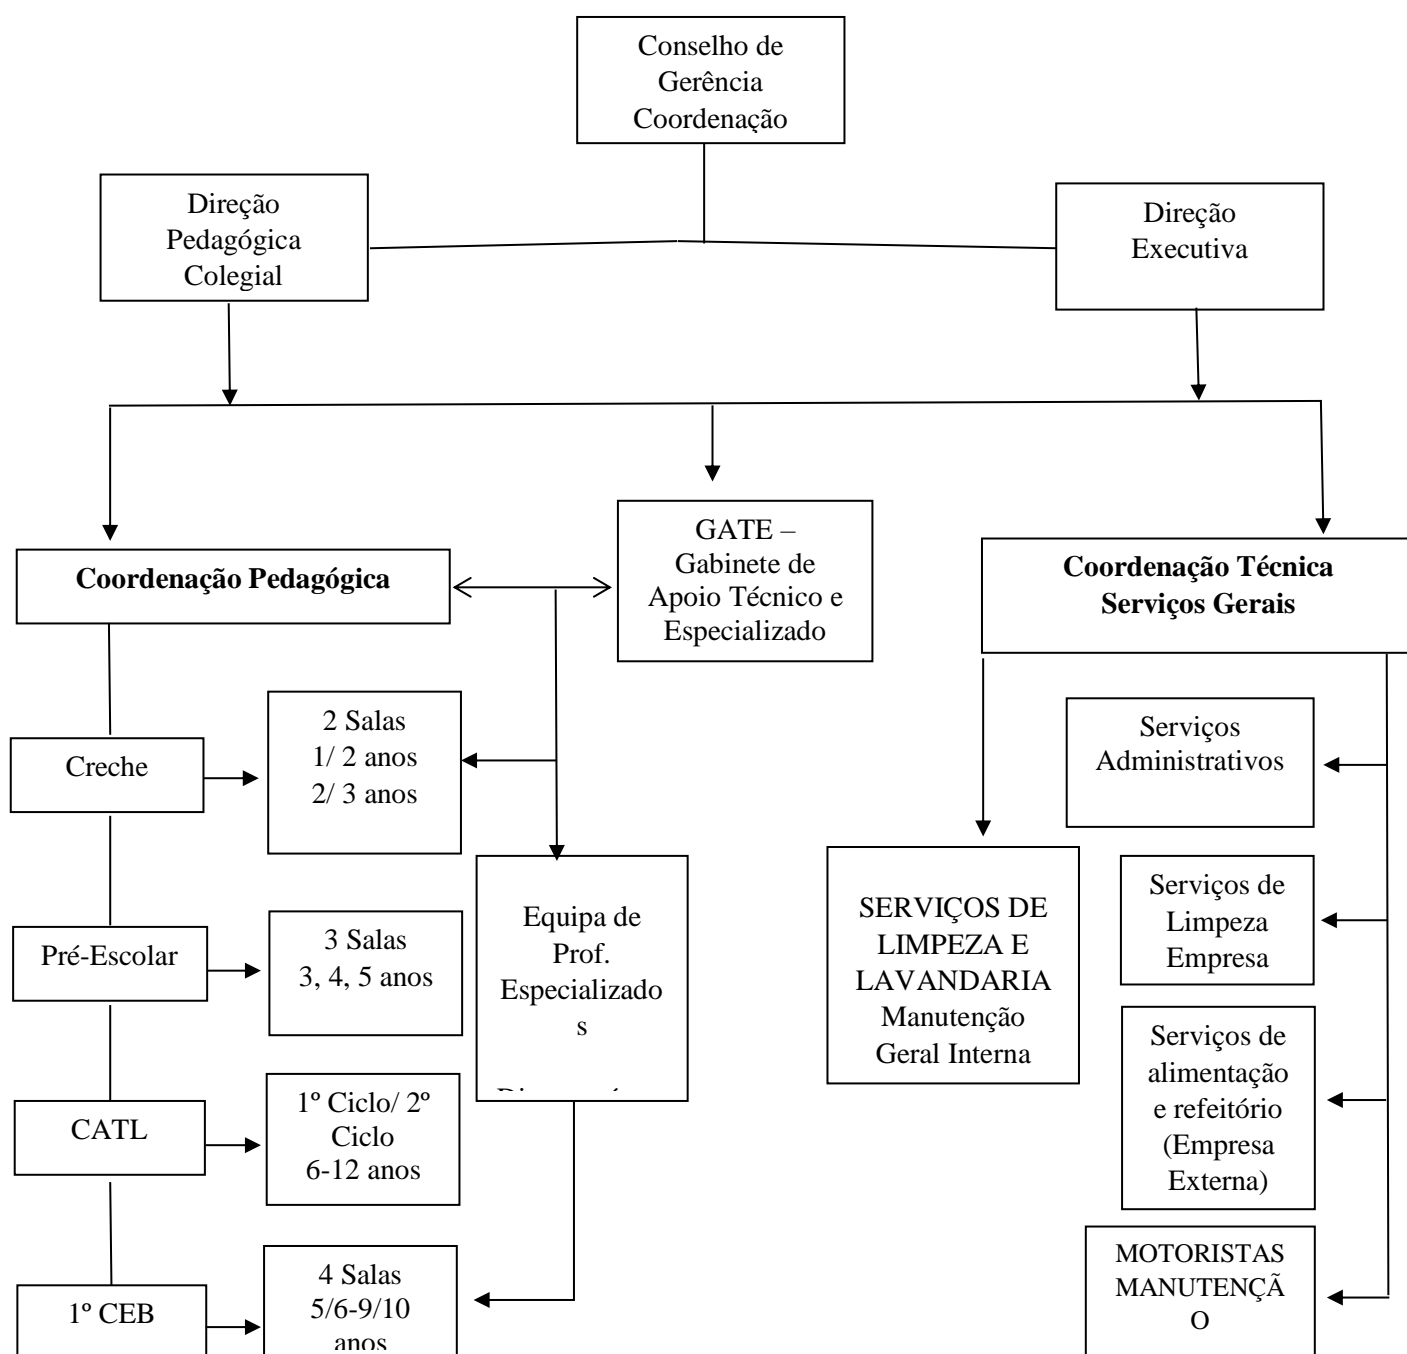 Conselho de
Gerência
Coordenação
Direção
Pedagógica
Colegial
Direção
Executiva
GATE –
Gabinete de
Apoio Técnico e
Especializado
Coordenação Pedagógica
Coordenação Técnica
Serviços Gerais
2 Salas
1/ 2 anos
2/ 3 anos
Creche
Serviços
Administrativos
Equipa de
Prof.
Especializado
s
SERVIÇOS DE
LIMPEZA E
LAVANDARIA
Manutenção
Geral Interna
Serviços de
Limpeza
Empresa
Pré-Escolar
3 Salas
3, 4, 5 anos
Serviços de
alimentação
e refeitório
(Empresa
Externa)
CATL
1º Ciclo/ 2º
Ciclo
6-12 anos
1º CEB
4 Salas
5/6-9/10
anos
MOTORISTAS
MANUTENÇÃ
O